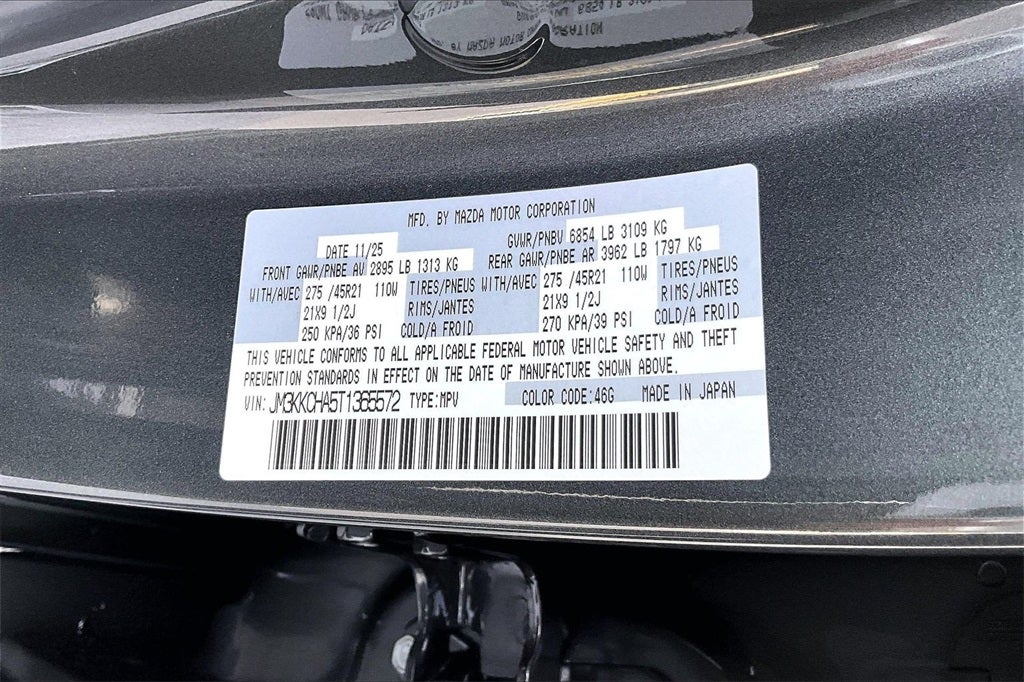 MFD. BY MAZDA MOTOR CORPORATION
DATE 11/25 GVWR/PNBV 6854 LB 3109 KG
FRONT GAWR/PNBE AV 2895 LB 1313 KG REAR GAWR/PNBE AR 3962 LB 1797 KG
WITH/AVEC 275 /45R21 110W TIRES/PNEUS WITH/AVEC 275 /45R21 110W TIRES/PNEUS
21X9 1/2J RIMS/JANTES 21X9 1/2J RIMS/JANTES
250 KPA/36 PSI COLD/A FROID 270 KPA/39 PSI COLD/A FROID
THIS VEHICLE CONFORMS TO ALL APPLICABLE FEDERAL MOTOR VEHICLE SAFETY AND THEFT
PREVENTION STANDARDS IN EFFECT ON THE DATE OF MANUFACTURE SHOWN ABOVE.
VIN: JM3KKCHA5T1365572 TYPE:MPV COLOR CODE:46G MADE IN JAPAN